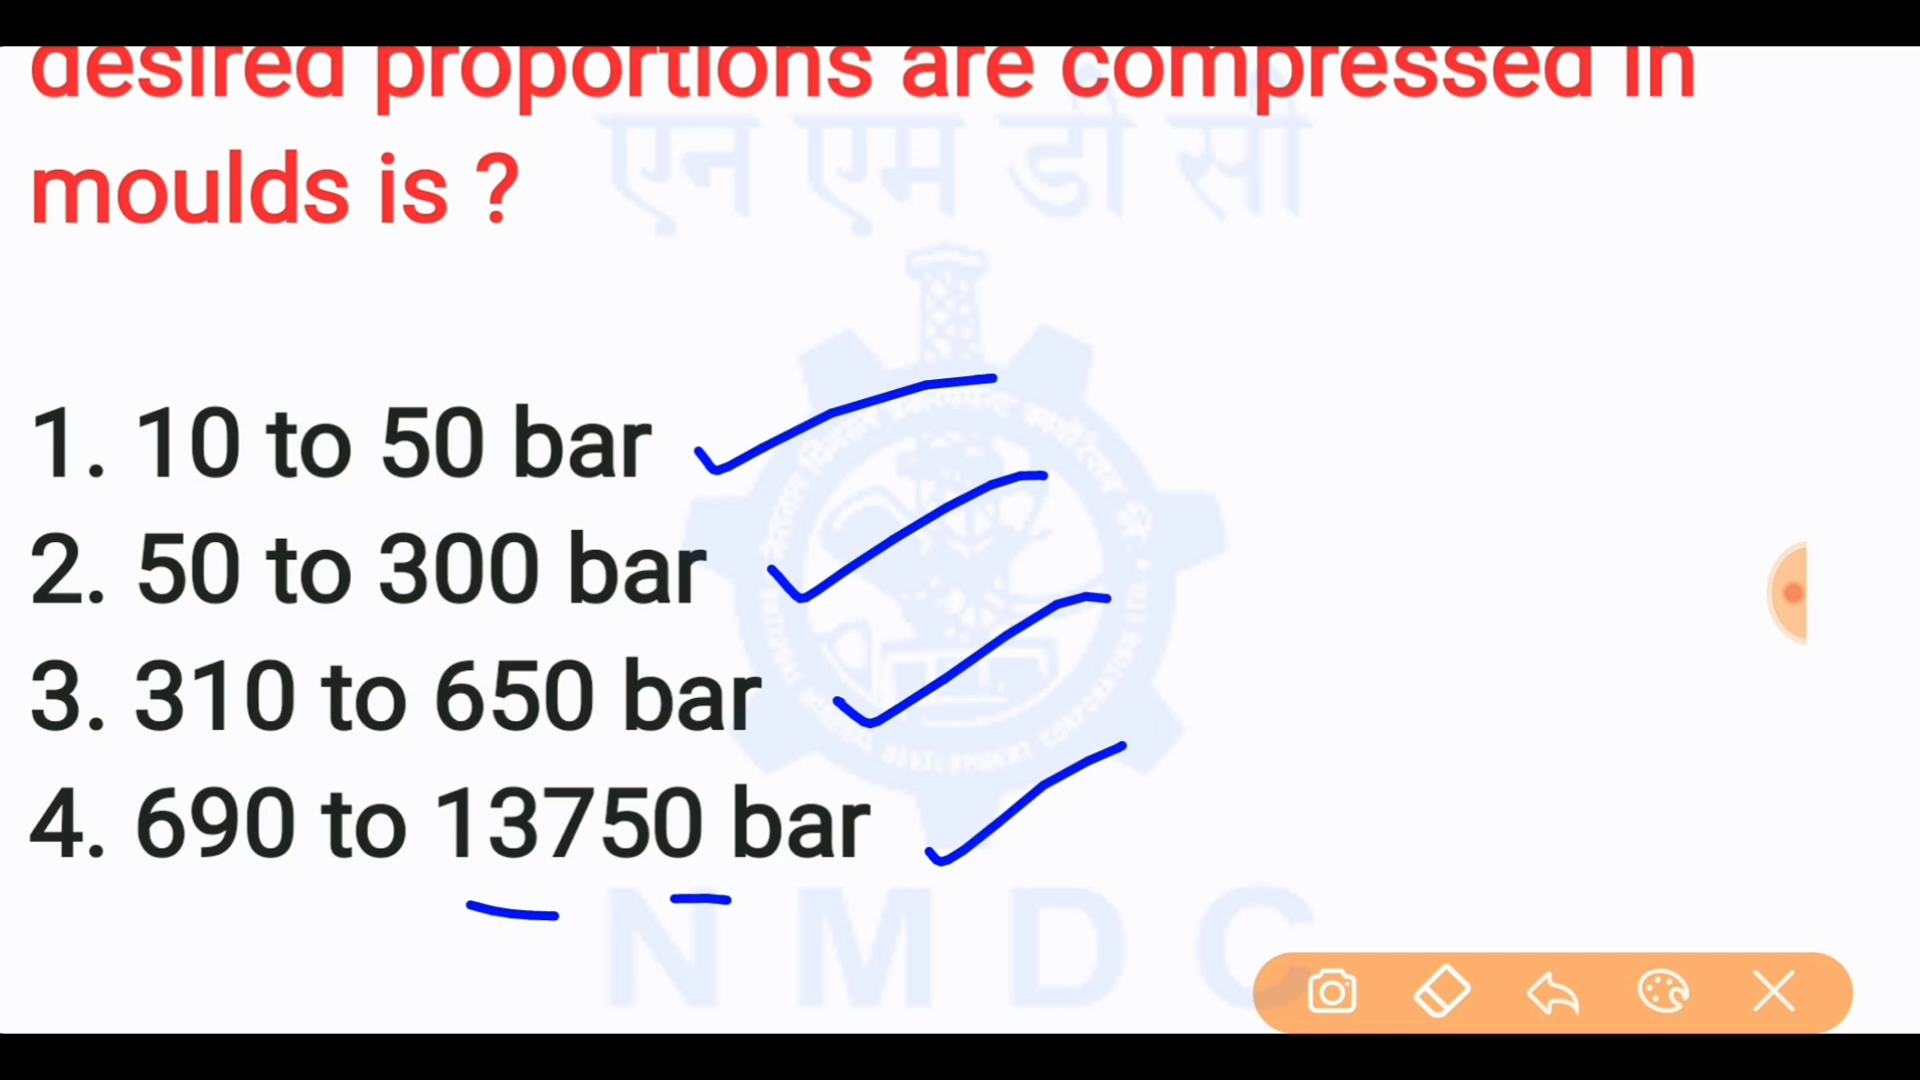 desired proportions are compressed in
moulds is ?
एन एम डी सी
1. 10 to 50 bar
2. 50 to 300 bar
3. 310 to 650 bar
4. 690 to 13750 bar
N M D C